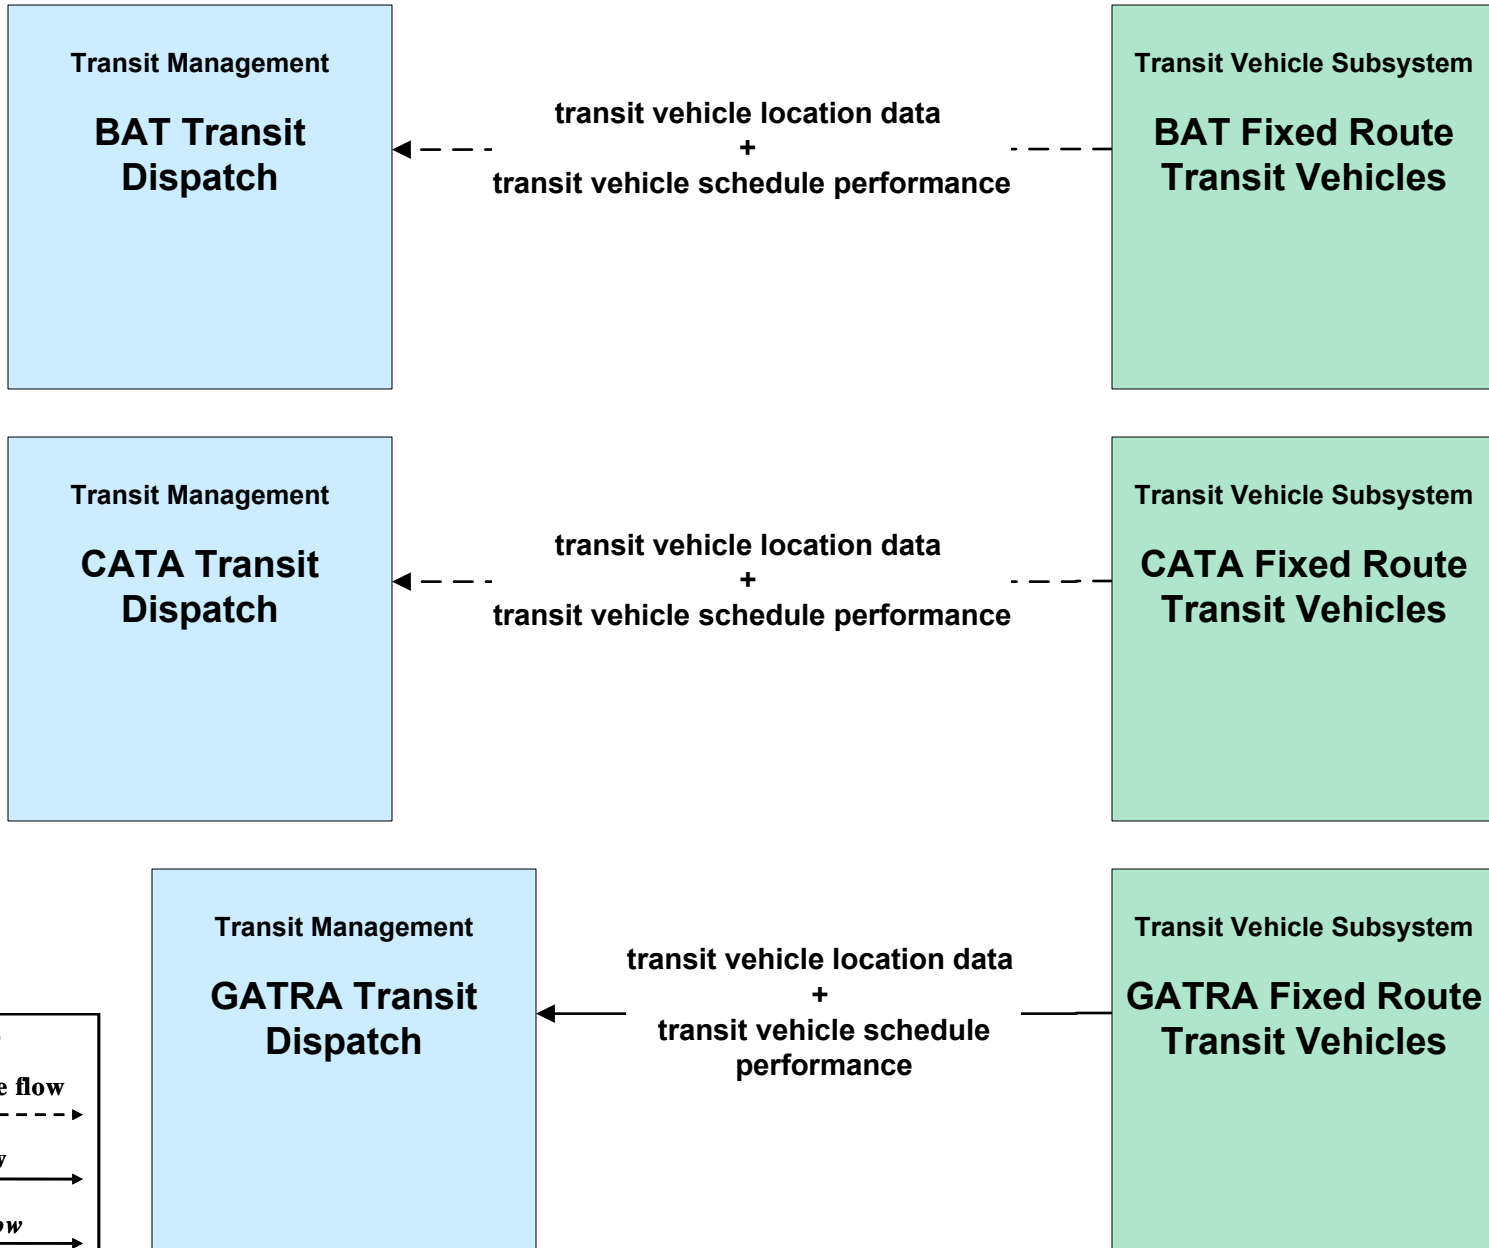 Transit Management
BAT Transit
Dispatch
transit vehicle location data
+
transit vehicle schedule performance
Transit Vehicle Subsystem
BAT Fixed Route
Transit Vehicles
Transit Management
CATA Transit
Dispatch
transit vehicle location data
+
transit vehicle schedule performance
Transit Vehicle Subsystem
CATA Fixed Route
Transit Vehicles
Transit Management
GATRA Transit
Dispatch
transit vehicle location data
+
transit vehicle schedule
performance
Transit Vehicle Subsystem
GATRA Fixed Route
Transit Vehicles
flow